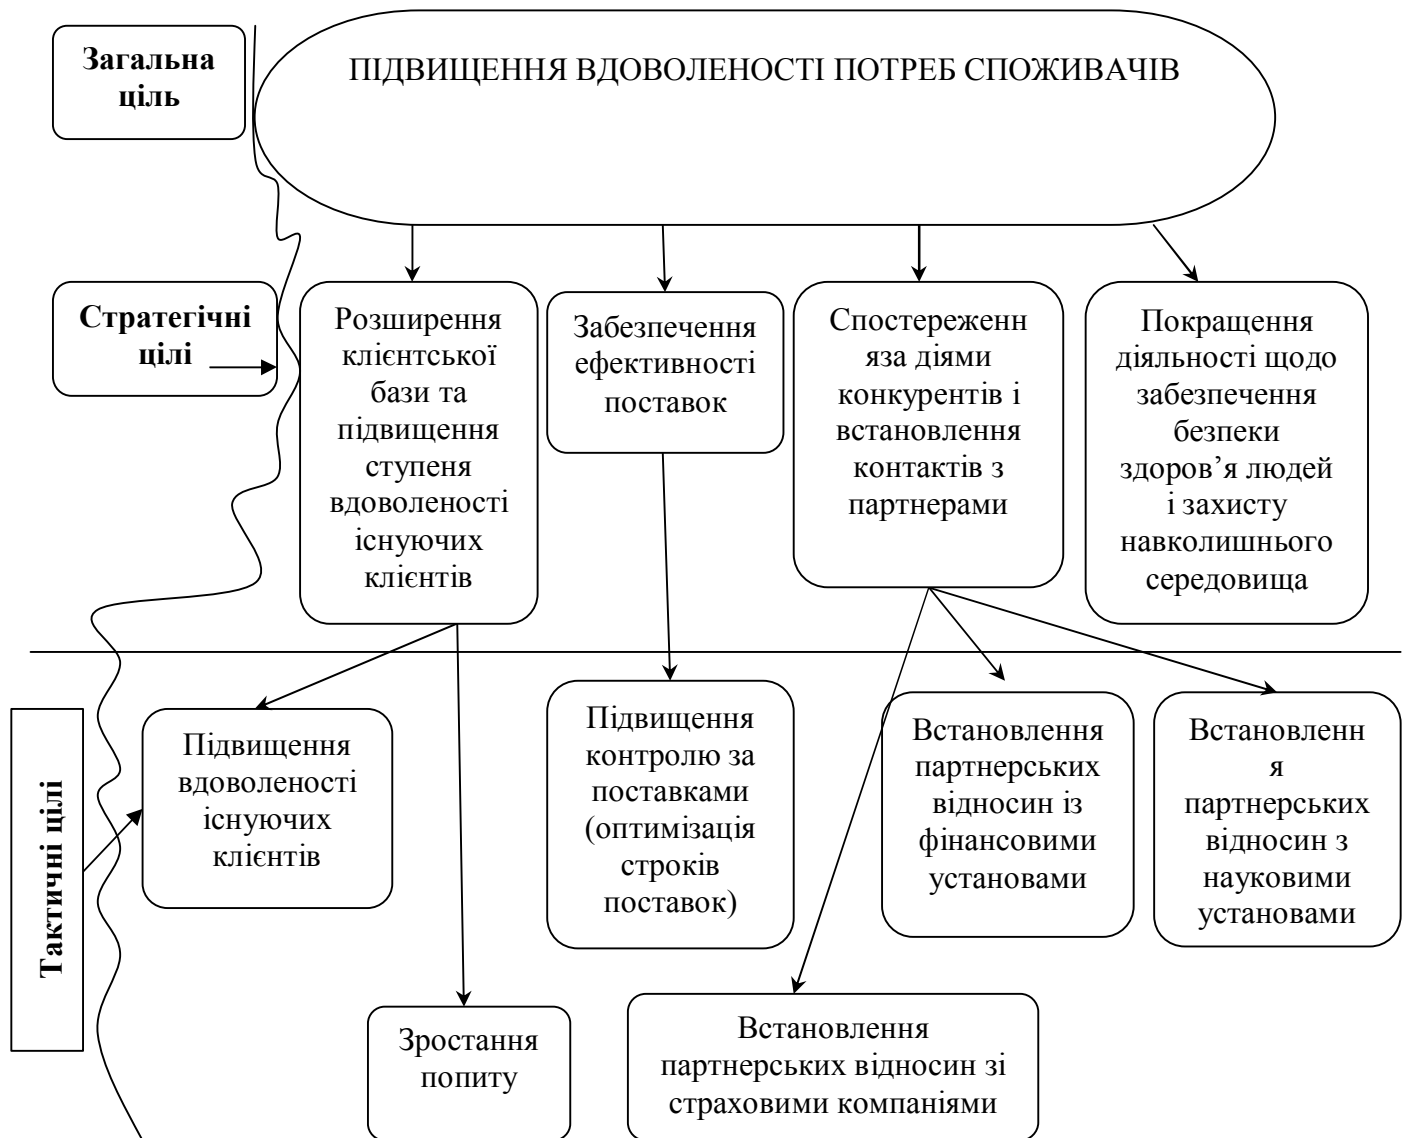 Загальна
ціль
ПІДВИЩЕННЯ ВДОВОЛЕНОСТІ ПОТРЕБ СПОЖИВАЧІВ
Стратегічні
цілі
Розширення
клієнтської
бази та
підвищення
ступеня
вдоволеності
існуючих
клієнтів
Забезпечення
ефективності
поставок
Спостереженн
яза діями
конкурентів і
встановлення
контактів з
партнерами
Покращення
діяльності щодо
забезпечення
безпеки
здоров’я людей
і захисту
навколишнього
середовища
Тактичні цілі
Підвищення
вдоволеності
існуючих
клієнтів
Підвищення
контролю за
поставками
(оптимізація
строків
поставок)
Встановлення
партнерських
відносин із
фінансовими
установами
Встановленн
я
партнерських
відносин з
науковими
установами
Зростання
попиту
Встановлення
партнерських відносин зі
страховими компаніями